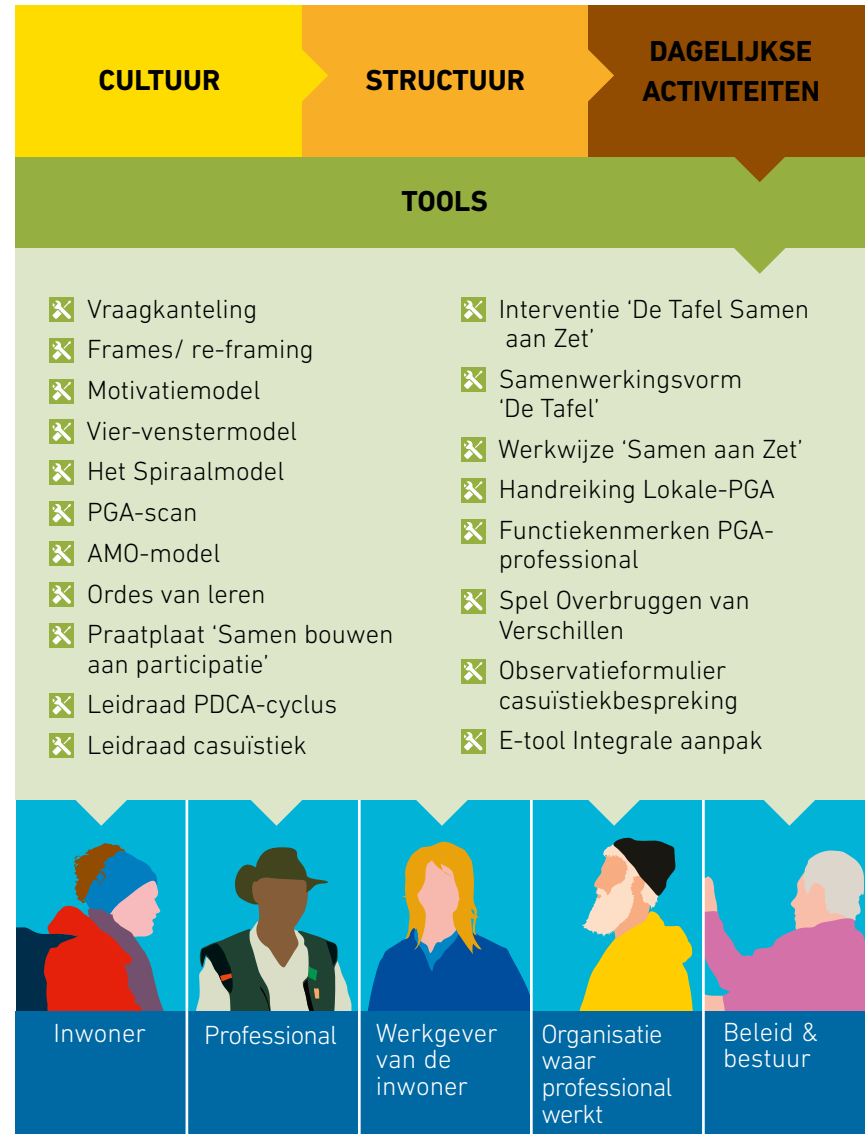 CULTUUR
STRUCTUUR
DAGELIJKSE
ACTIVITEITEN
TOOLS
Vraagkanteling
Frames/ re-framing
Motivatiemodel
Vier-venstermodel
Het Spiraalmodel
PGA-scan
AMO-model
Ordes van leren
Praatplaat ‘Samen bouwen
aan participatie’
Leidraad PDCA-cyclus
Leidraad casuïstiek
Interventie ‘De Tafel Samen
aan Zet’
Samenwerkingsvorm
‘De Tafel’
Werkwijze ‘Samen aan Zet’
Handreiking Lokale-PGA
Functiekenmerken PGA-
professional
Spel Overbruggen van
Verschillen
Observatieformulier
casuïstiekbespreking
E-tool Integrale aanpak
Inwoner
Professional
Werkgever
van de
inwoner
Organisatie
waar
professional
werkt
Beleid &
bestuur